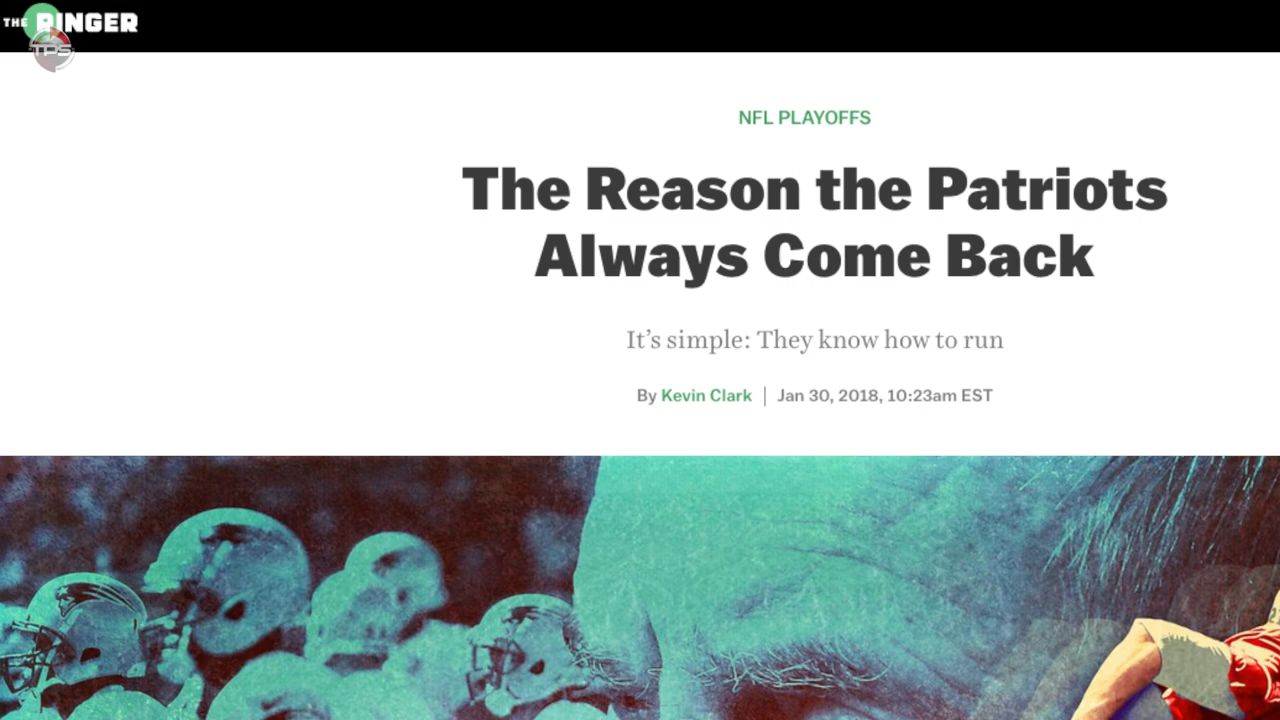 THE RINGER
TPS
NFL PLAYOFFS
The Reason the Patriots
Always Come Back
It’s simple: They know how to run
By Kevin Clark | Jan 30, 2018, 10:23am EST